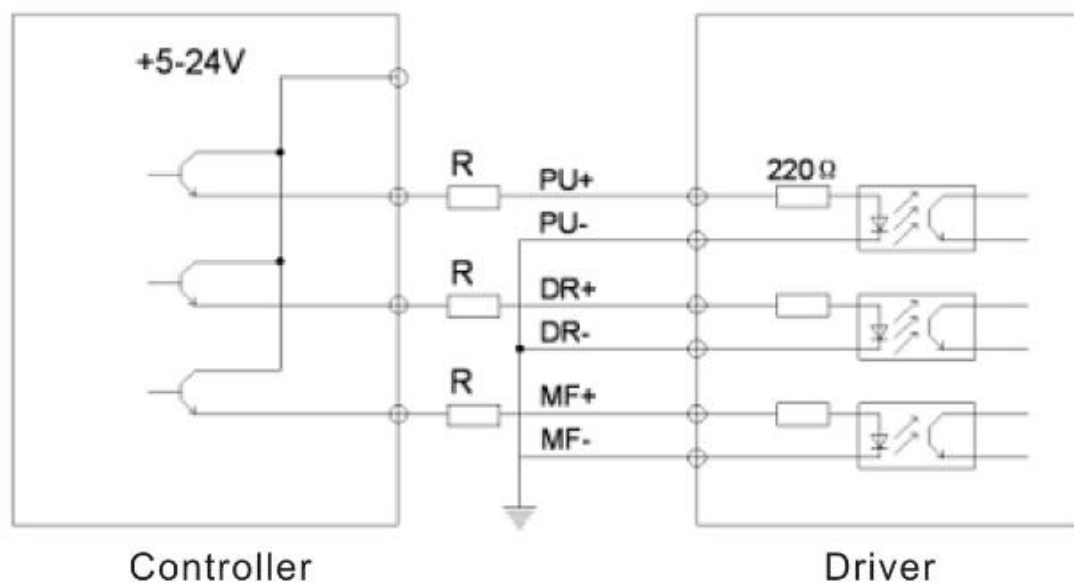 +5-24V
R
PU+
220Ω
PU-
R
DR+
DR-
R
MF+
MF-
Controller
Driver